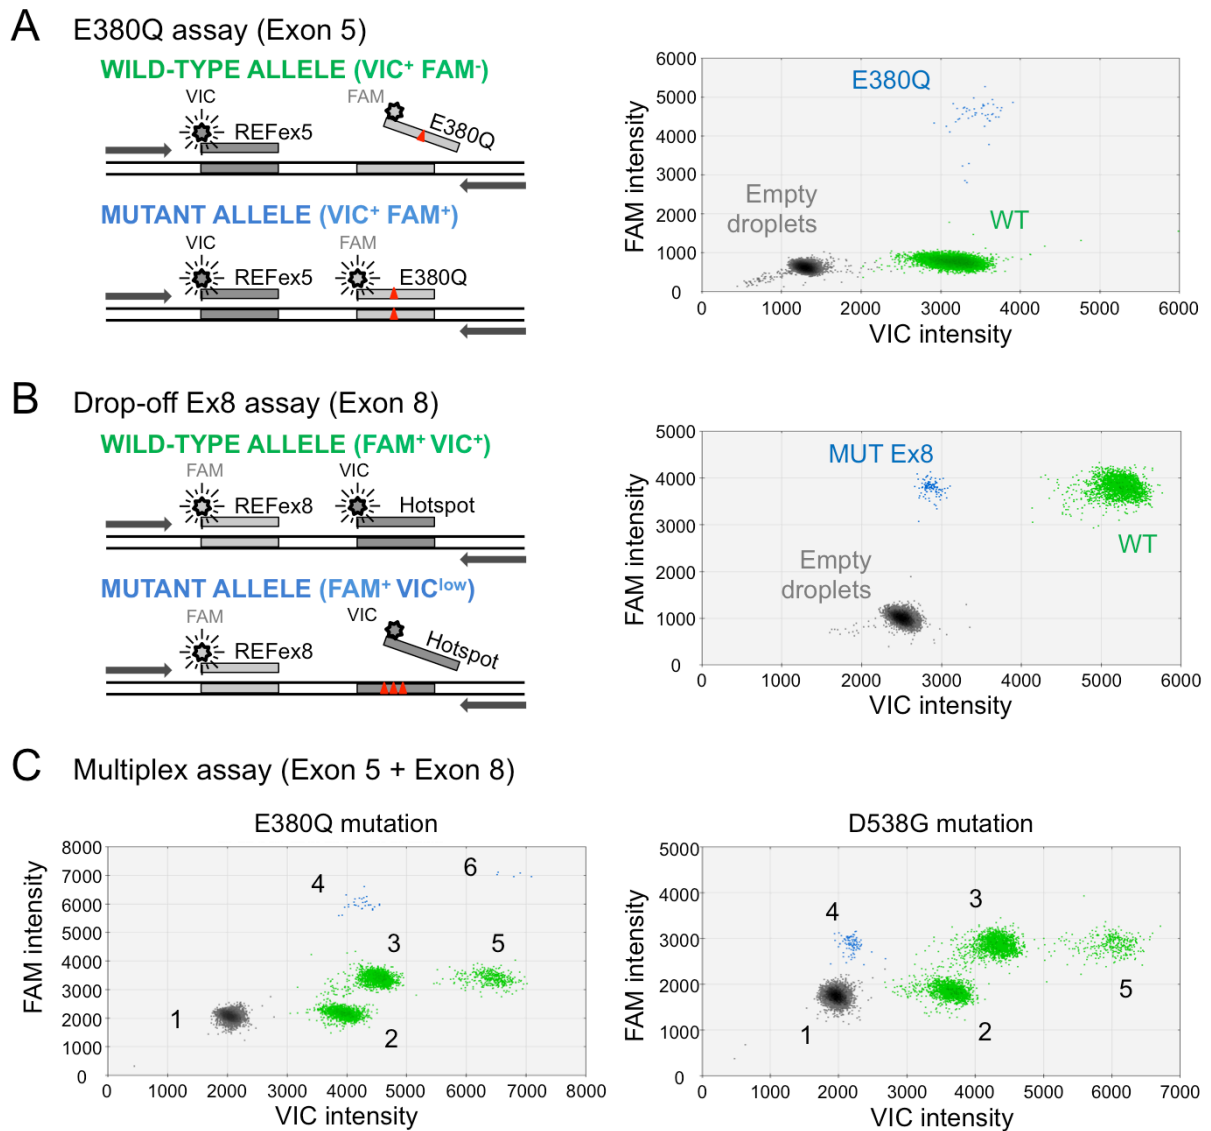 A E380Q assay (Exon 5)
WILD-TYPE ALLELE (VIC+ FAM-)
VIC
FAM
REFex5
E380Q
MUTANT ALLELE (VIC+ FAM+)
VIC
FAM
REFex5
E380Q
6000
5000
4000
3000
2000
1000
0
FAM intensity
E380Q
Empty
droplets
WT
0 1000 2000 3000 4000 5000 6000
VIC intensity
B Drop-off Ex8 assay (Exon 8)
WILD-TYPE ALLELE (FAM+ VIC+)
FAM
VIC
REFex8
Hotspot
MUTANT ALLELE (FAM+ VIClow)
FAM
VIC
REFex8
Hotspot
5000
4000
3000
2000
1000
0
FAM intensity
MUT Ex8
WT
Empty
droplets
0 1000 2000 3000 4000 5000 6000
VIC intensity
C Multiplex assay (Exon 5 + Exon 8)
E380Q mutation
8000
7000
6000
5000
4000
3000
2000
1000
0
FAM intensity
6
4
3
5
1
2
0 1000 2000 3000 4000 5000 6000 7000 8000
VIC intensity
D538G mutation
5000
4000
3000
2000
1000
0
FAM intensity
3
4
5
1
2
0 1000 2000 3000 4000 5000 6000 7000
VIC intensity